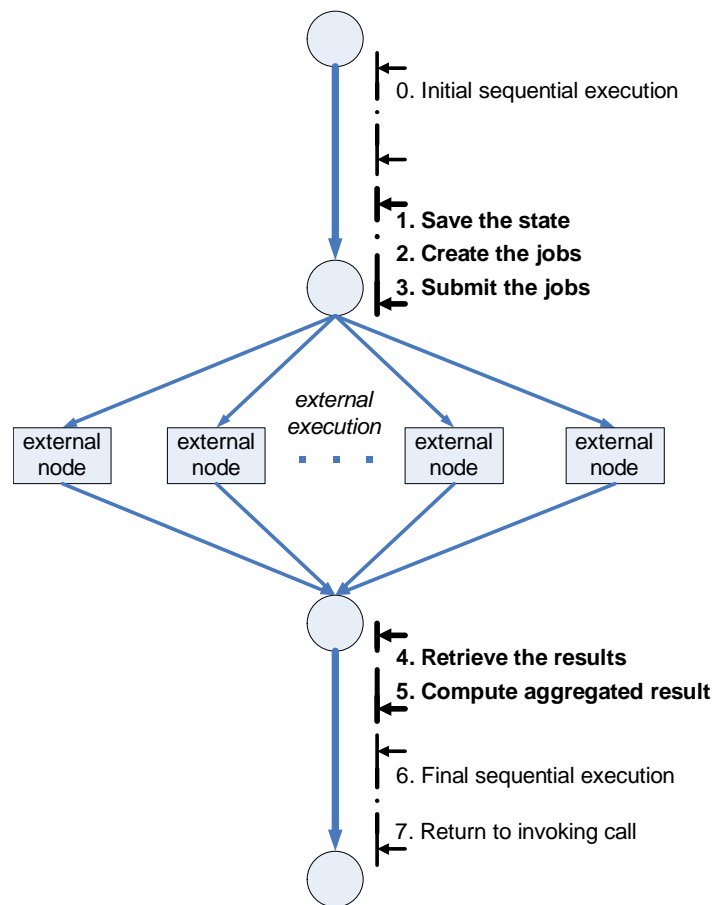 0. Initial sequential execution
1. Save the state
2. Create the jobs
3. Submit the jobs
external
execution
external
node
external
node
external
node
external
node
4. Retrieve the results
5. Compute aggregated result
6. Final sequential execution
7. Return to invoking call